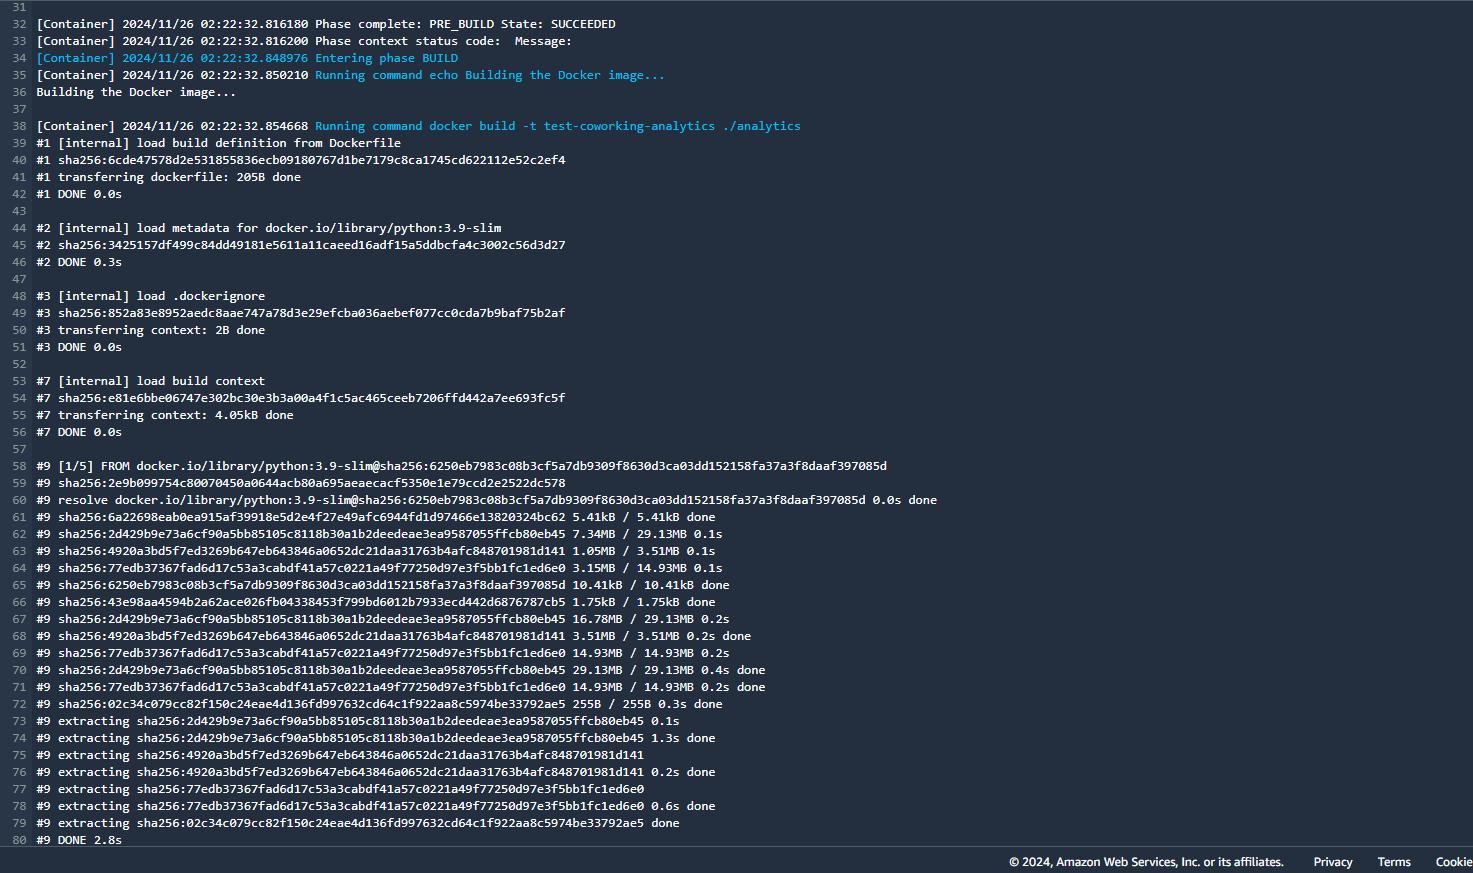 31
32 [Container] 2024/11/26 02:22:32.816180 Phase complete: PRE_BUILD State: SUCCEEDED
33 [Container] 2024/11/26 02:22:32.816200 Phase context status code:  Message:
34 [Container] 2024/11/26 02:22:32.848976 Entering phase BUILD
35 [Container] 2024/11/26 02:22:32.850210 Running command echo Building the Docker image...
36 Building the Docker image...
37
38 [Container] 2024/11/26 02:22:32.854668 Running command docker build -t test-coworking-analytics ./analytics
39 #1 [internal] load build definition from Dockerfile
40 #1 sha256:6cde47578d2e531855836ecb09180767d1be7179c8ca1745cd622112e52c2ef4
41 #1 transferring dockerfile: 205B done
42 #1 DONE 0.0s
43
44 #2 [internal] load metadata for docker.io/library/python:3.9-slim
45 #2 sha256:3425157df499c84dd49181e5611a11caeed16adf15a5ddbcfa4c3002c56d3d27
46 #2 DONE 0.3s
47
48 #3 [internal] load .dockerignore
49 #3 sha256:852a83e8952aedc8aae747a78d3e29efcba036aebef077cc0cda7b9baf75b2af
50 #3 transferring context: 2B done
51 #3 DONE 0.0s
52
53 #7 [internal] load build context
54 #7 sha256:e81e6bbe06747e302bc30e3b3a00a4f1c5ac465ceeb7206ffd442a7ee693fc5f
55 #7 transferring context: 4.05kB done
56 #7 DONE 0.0s
57
58 #9 [1/5] FROM docker.io/library/python:3.9-slim@sha256:6250eb7983c08b3cf5a7db9309f8630d3ca03dd152158fa37a3f8daaf397085d
59 #9 sha256:2e9b099754c80070450a0644acb80a695aeaecacf5350e1e79ccd2e2522dc578
60 #9 resolve docker.io/library/python:3.9-slim@sha256:6250eb7983c08b3cf5a7db9309f8630d3ca03dd152158fa37a3f8daaf397085d 0.0s done
61 #9 sha256:6a22698eab0ea915af39918e5d2e4f27e49afc6944fd1d97466e13820324bc62 5.41kB / 5.41kB done
62 #9 sha256:2d429b9e73a6cf90a5bb85105c8118b30a1b2deedeae3ea9587055ffcb80eb45 7.34MB / 29.13MB 0.1s
63 #9 sha256:4920a3bd5f7ed3269b647eb643846a0652dc21daa31763b4afc848701981d141 1.05MB / 3.51MB 0.1s
64 #9 sha256:77edb37367fad6d17c53a3cabdf41a57c0221a49f77250d97e3f5bb1fc1ed6e0 3.15MB / 14.93MB 0.1s
65 #9 sha256:6250eb7983c08b3cf5a7db9309f8630d3ca03dd152158fa37a3f8daaf397085d 10.41kB / 10.41kB done
66 #9 sha256:43e98aa4594b2a62ace026fb04338453f799bd6012b7933ecd442d6876787cb5 1.75kB / 1.75kB done
67 #9 sha256:2d429b9e73a6cf90a5bb85105c8118b30a1b2deedeae3ea9587055ffcb80eb45 16.78MB / 29.13MB 0.2s
68 #9 sha256:4920a3bd5f7ed3269b647eb643846a0652dc21daa31763b4afc848701981d141 3.51MB / 3.51MB 0.2s done
69 #9 sha256:77edb37367fad6d17c53a3cabdf41a57c0221a49f77250d97e3f5bb1fc1ed6e0 14.93MB / 14.93MB 0.2s
70 #9 sha256:2d429b9e73a6cf90a5bb85105c8118b30a1b2deedeae3ea9587055ffcb80eb45 29.13MB / 29.13MB 0.4s done
71 #9 sha256:77edb37367fad6d17c53a3cabdf41a57c0221a49f77250d97e3f5bb1fc1ed6e0 14.93MB / 14.93MB 0.2s done
72 #9 sha256:02c34c079cc82f150c24eae4d136fd997632cd64c1f922aa8c5974be33792ae5 255B / 255B 0.3s done
73 #9 extracting sha256:2d429b9e73a6cf90a5bb85105c8118b30a1b2deedeae3ea9587055ffcb80eb45 0.1s
74 #9 extracting sha256:2d429b9e73a6cf90a5bb85105c8118b30a1b2deedeae3ea9587055ffcb80eb45 1.3s done
75 #9 extracting sha256:4920a3bd5f7ed3269b647eb643846a0652dc21daa31763b4afc848701981d141
76 #9 extracting sha256:4920a3bd5f7ed3269b647eb643846a0652dc21daa31763b4afc848701981d141 0.2s done
77 #9 extracting sha256:77edb37367fad6d17c53a3cabdf41a57c0221a49f77250d97e3f5bb1fc1ed6e0
78 #9 extracting sha256:77edb37367fad6d17c53a3cabdf41a57c0221a49f77250d97e3f5bb1fc1ed6e0 0.6s done
79 #9 extracting sha256:02c34c079cc82f150c24eae4d136fd997632cd64c1f922aa8c5974be33792ae5 done
80 #9 DONE 2.8s
© 2024, Amazon Web Services, Inc. or its affiliates. Privacy Terms Cookie